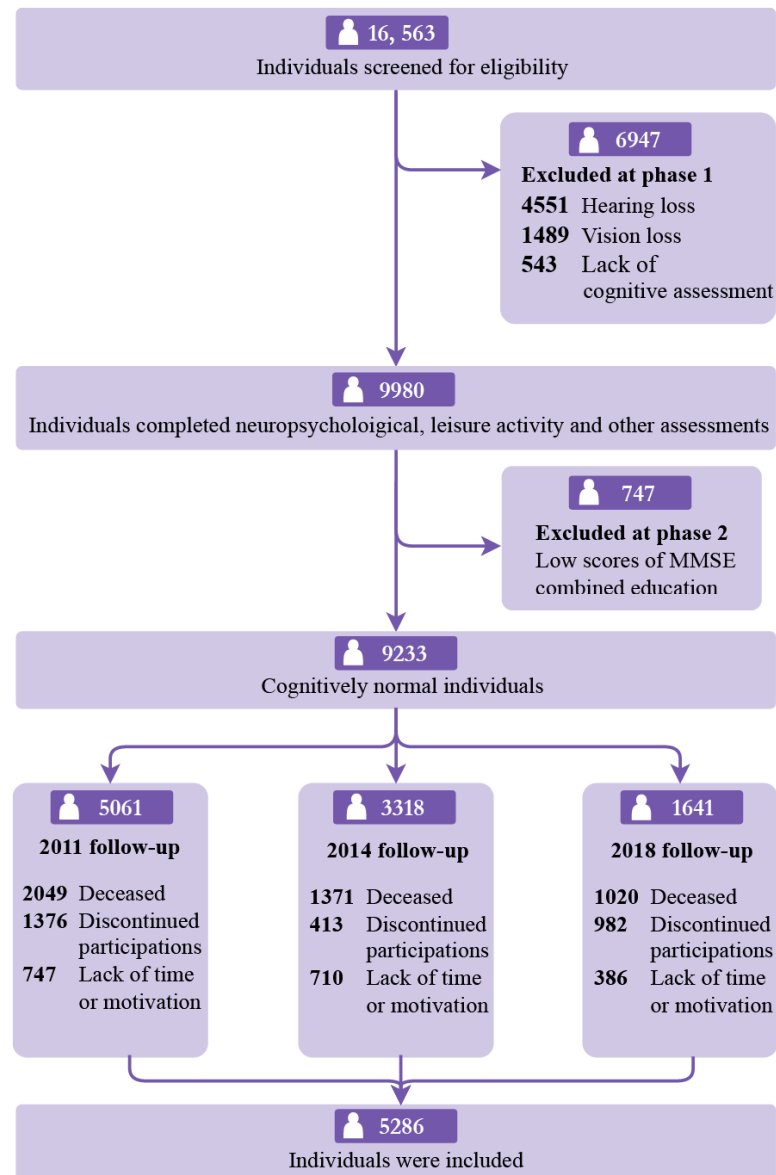 16, 563
Individuals screened for eligibility
6947
Excluded at phase 1
4551 Hearing loss
1489 Vision loss
543 Lack of
cognitive assessment
9980
Individuals completed neuropsycholoigical, leisure activity and other assessments
747
Excluded at phase 2
Low scores of MMSE
combined education
9233
Cognitively normal individuals
5061
2011 follow-up
2049 Deceased
1376 Discontinued
participations
747 Lack of time
or motivation
3318
2014 follow-up
1371 Deceased
413 Discontinued
participations
710 Lack of time
or motivation
1641
2018 follow-up
1020 Deceased
982 Discontinued
participations
386 Lack of time
or motivation
5286
Individuals were included